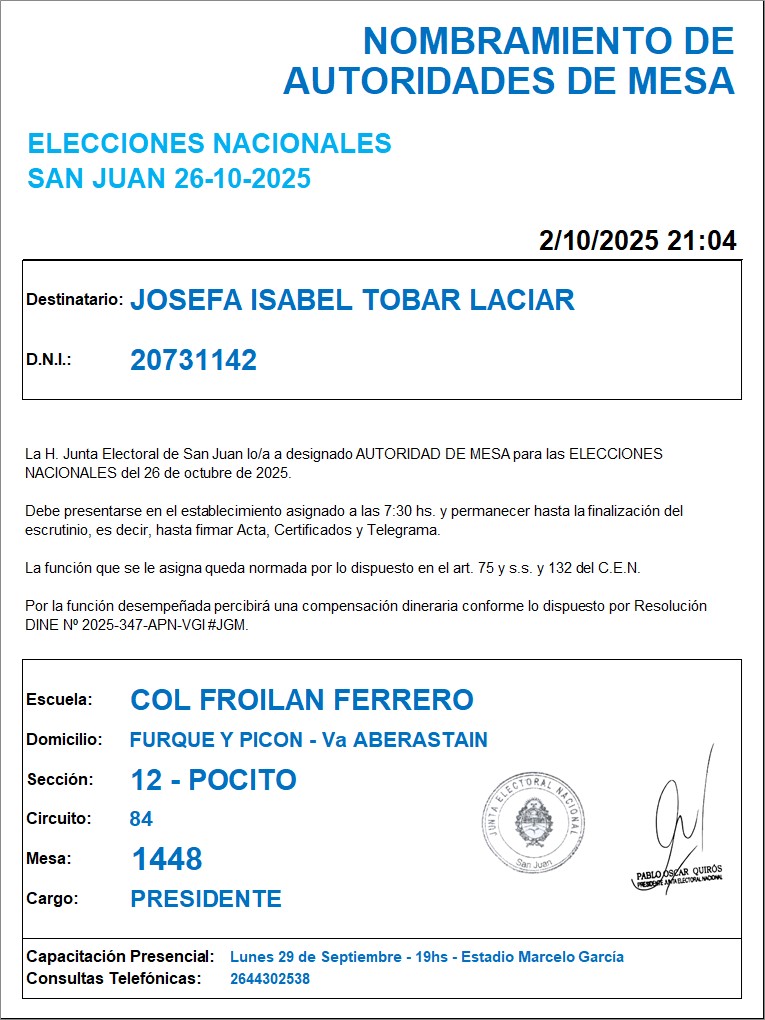 NOMBRAMIENTO DE
AUTORIDADES DE MESA
ELECCIONES NACIONALES
SAN JUAN 26-10-2025
2/10/2025 21:04
Destinatario: JOSEFA ISABEL TOBAR LACIAR
D.N.I.: 20731142
La H. Junta Electoral de San Juan lo/a a designado AUTORIDAD DE MESA para las ELECCIONES
NACIONALES del 26 de octubre de 2025.
Debe presentarse en el establecimiento asignado a las 7:30 hs. y permanecer hasta la finalización del
escrutinio, es decir, hasta firmar Acta, Certificados y Telegrama.
La función que se le asigna queda normada por lo dispuesto en el art. 75 y s.s. y 132 del C.E.N.
Por la función desempeñada percibirá una compensación dineraria conforme lo dispuesto por Resolución
DINE Nº 2025-347-APN-VGI#JGM.
Escuela: COL FROILAN FERRERO
Domicilio: FURQUE Y PICON - Va ABERASTAIN
Sección: 12 - POCITO
Circuito: 84
Mesa: 1448
Cargo: PRESIDENTE
JUNTA ELECTORAL NACIONAL
San Juan
PABLO OSCAR QUIRÓS
PRESIDENTE JUNTA ELECTORAL NACIONAL
Capacitación Presencial: Lunes 29 de Septiembre - 19hs - Estadio Marcelo García
Consultas Telefónicas: 2644302538